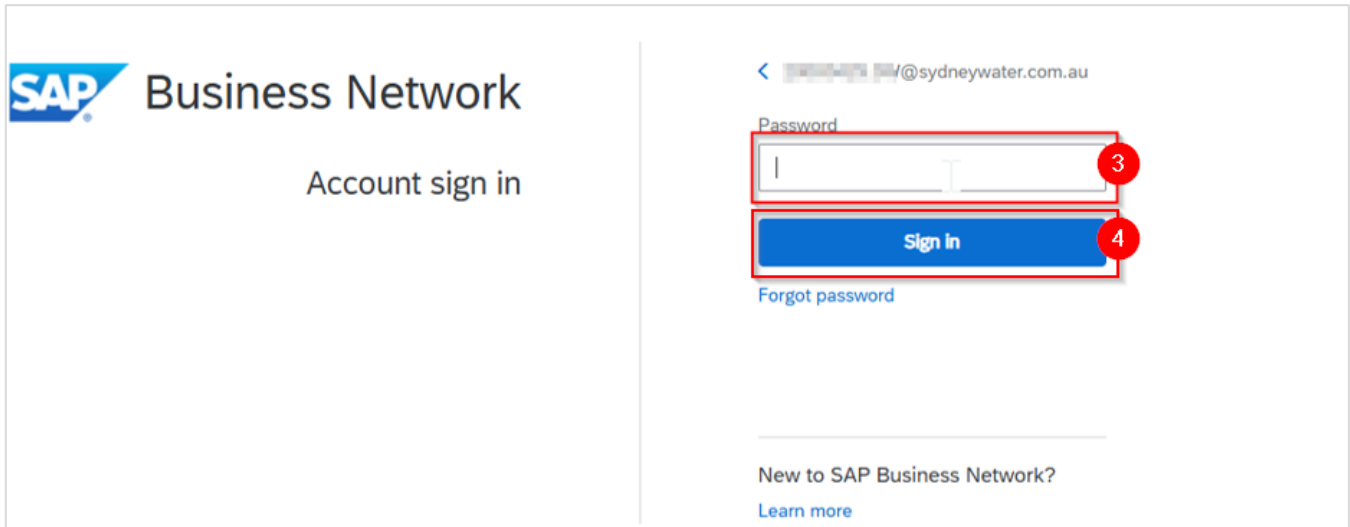 SAP
Business Network
Account sign in
@sydneywater.com.au
Password
3
Sign in
4
Forgot password
New to SAP Business Network?
Learn more